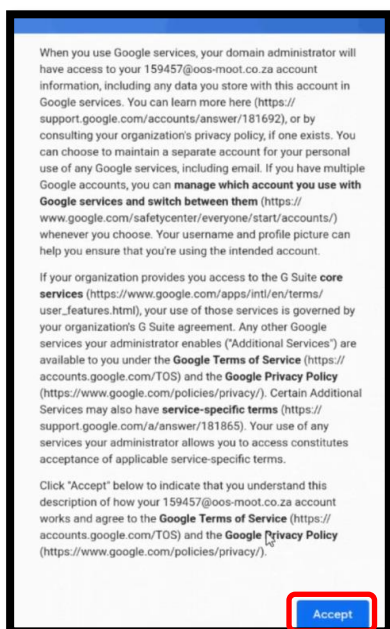 When you use Google services, your domain administrator will
have access to your 159457@oos-moot.co.za account
information, including any data you store with this account in
Google services. You can learn more here (https://
support.google.com/accounts/answer/181692), or by
consulting your organization's privacy policy, if one exists. You
can choose to maintain a separate account for your personal
use of any Google services, including email. If you have multiple
Google accounts, you can manage which account you use with
Google services and switch between them (https://
www.google.com/safetycenter/everyone/start/accounts/)
whenever you choose. Your username and profile picture can
help you ensure that you're using the intended account.
If your organization provides you access to the G Suite core
services (https://www.google.com/apps/intl/en/terms/
user_features.html), your use of those services is governed by
your organization's G Suite agreement. Any other Google
services your administrator enables ("Additional Services") are
available to you under the Google Terms of Service (https://
accounts.google.com/TOS) and the Google Privacy Policy
(https://www.google.com/policies/privacy/). Certain Additional
Services may also have service-specific terms (https://
support.google.com/a/answer/181865). Your use of any
services your administrator allows you to access constitutes
acceptance of applicable service-specific terms.
Click "Accept" below to indicate that you understand this
description of how your 159457@oos-moot.co.za account
works and agree to the Google Terms of Service (https://
accounts.google.com/TOS) and the Google Privacy Policy
(https://www.google.com/policies/privacy/).
Accept